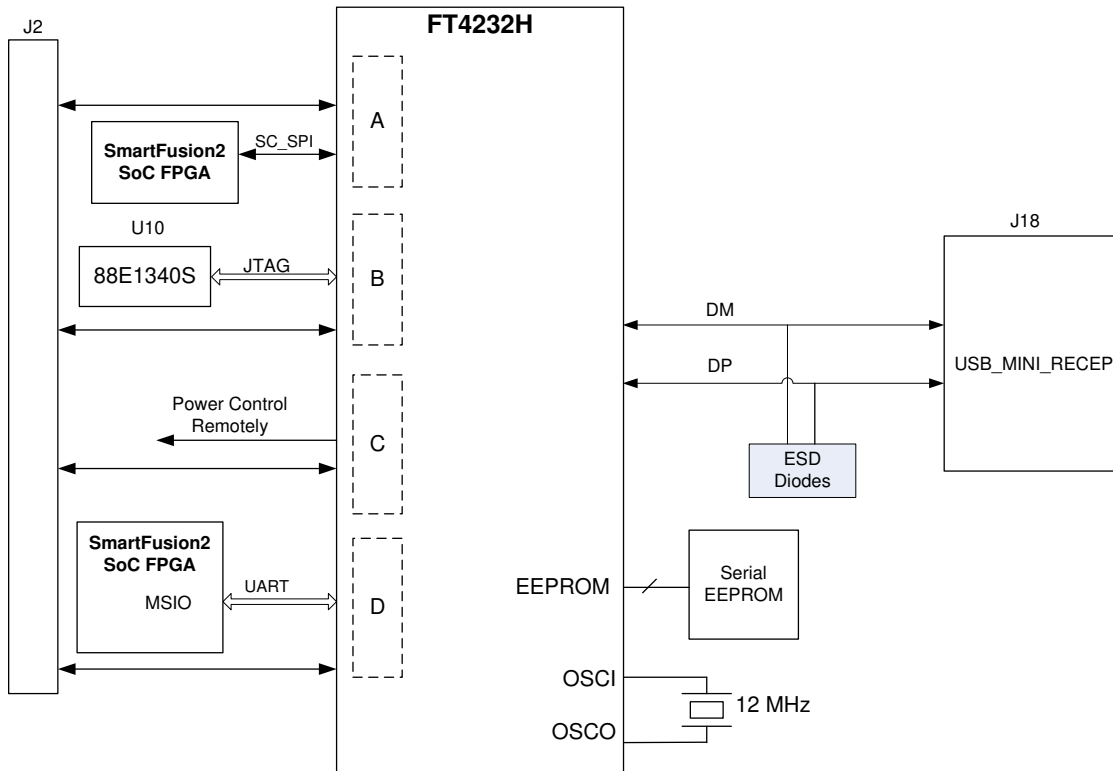 J2
FT4232H
A
SmartFusion2
SoC FPGA
SC_SPI
U10
88E1340S
JTAG
B
J18
USB_MINI_RECEP
DM
DP
ESD
Diodes
Power Control
Remotely
C
SmartFusion2
SoC FPGA
MSIO
UART
D
EEPROM
Serial
EEPROM
OSCI
12 MHz
OSCO